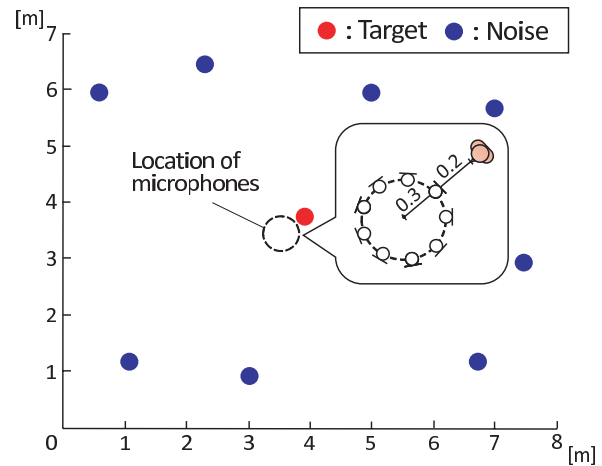 [m]
: Target : Noise
7
6
5
4
3
2
1
0
Location of
microphones
0.2
0.3
1 2 3 4 5 6 7 8
[m]